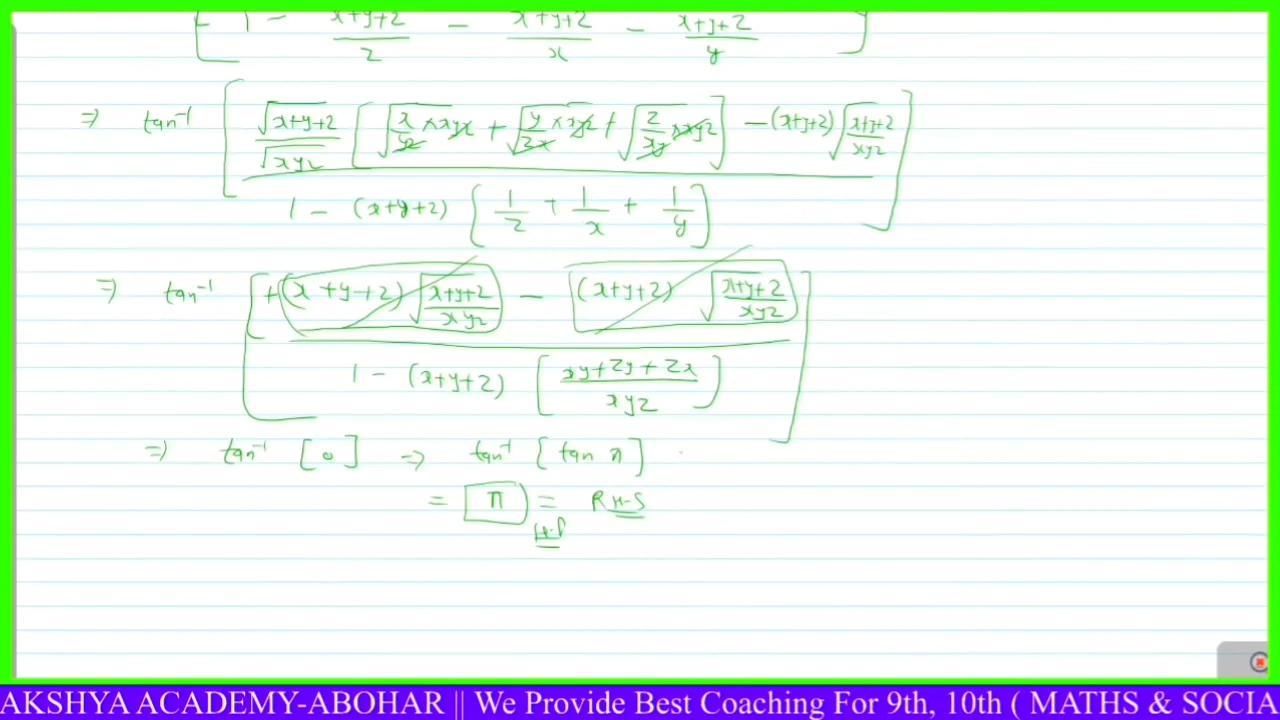 [ 1 - x+y+z/z - x+y+z/x - x+y+z/y ]
⇒ tan⁻¹ [ √x+y+z/√xyz [ √x/yz × xyz + √y/zx × xyz + √z/xy × xyz ] - (x+y+z) √x+y+z/xyz
1 - (x+y+z) [ 1/z + 1/x + 1/y ] ]
⇒ tan⁻¹ [ + (x+y+z) √x+y+z/xyz - (x+y+z) √x+y+z/xyz
1 - (x+y+z) [ xy+zy+zx/xyz ] ]
⇒ tan⁻¹ [0] ⇒ tan⁻¹ [tan π]
= π = RH-S
H-P
AKSHYA ACADEMY-ABOHAR || We Provide Best Coaching For 9th, 10th ( MATHS & SOCIA